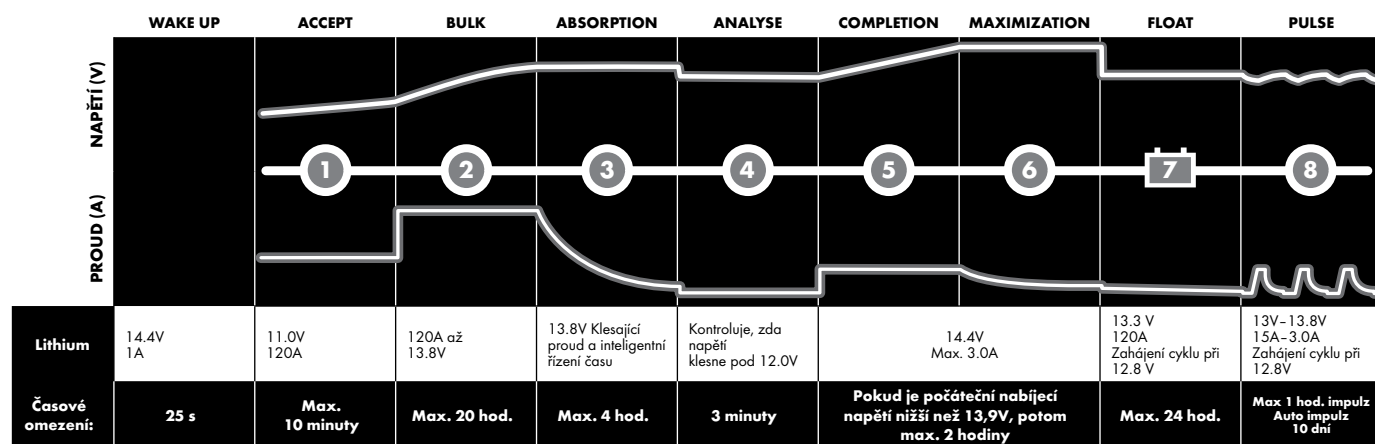 WAKE UP
ACCEPT
BULK
ABSORPTION
ANALYSE
COMPLETION
MAXIMIZATION
FLOAT
PULSE
NAPĚTÍ (V)
1
2
3
4
5
6
7
8
PROUD (A)
Lithium
14.4V
1A
11.0V
120A
120A až
13.8V
13.8V Klesající
proud a inteligentní
řízení času
Kontroluje, zda
napětí
klesne pod 12.0V
14.4V
Max. 3.0A
13.3 V
120A
Zahájení cyklu při
12.8 V
13V–13.8V
15A–3.0A
Zahájení cyklu při
12.8V
Časové
omezení:
25 s
Max.
10 minuty
Max. 20 hod.
Max. 4 hod.
3 minuty
Pokud je počáteční nabíjecí
napětí nižší než 13,9V, potom
max. 2 hodiny
Max. 24 hod.
Max 1 hod. impulz
Auto impulz
10 dní